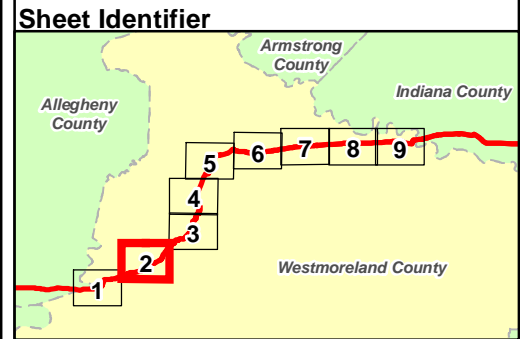 Sheet Identifier
Armstrong
County
Indiana County
Allegheny
County
5
6
7
8
9
4
3
2
1
Westmoreland County